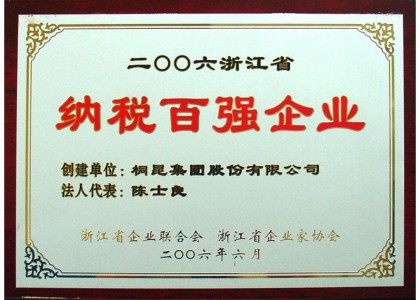 二〇〇六浙江省
纳税百强企业
创建单位：桐昆集团股份有限公司
法人代表：陈士良
浙江省企业联合会 浙江省企业家协会
二〇〇六年六月